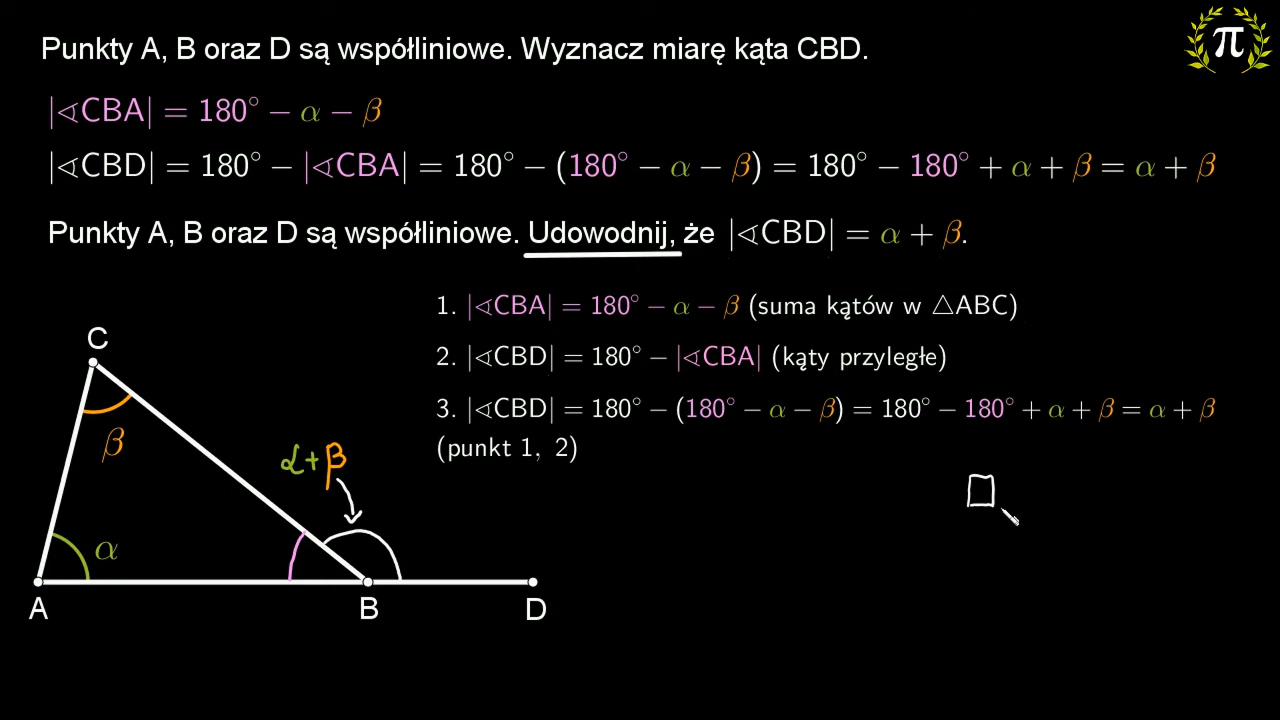 Punkty A, B oraz D są współliniowe. Wyznacz miarę kąta CBD.
π
|∢CBA| = 180° − α − β
|∢CBD| = 180° − |∢CBA| = 180° − (180° − α − β) = 180° − 180° + α + β = α + β
Punkty A, B oraz D są współliniowe. Udowodnij, że |∢CBD| = α + β.
1. |∢CBA| = 180° − α − β (suma kątów w △ABC)
2. |∢CBD| = 180° − |∢CBA| (kąty przyległe)
3. |∢CBD| = 180° − (180° − α − β) = 180° − 180° + α + β = α + β
(punkt 1, 2)
C
β
α+β
α
A
B
D